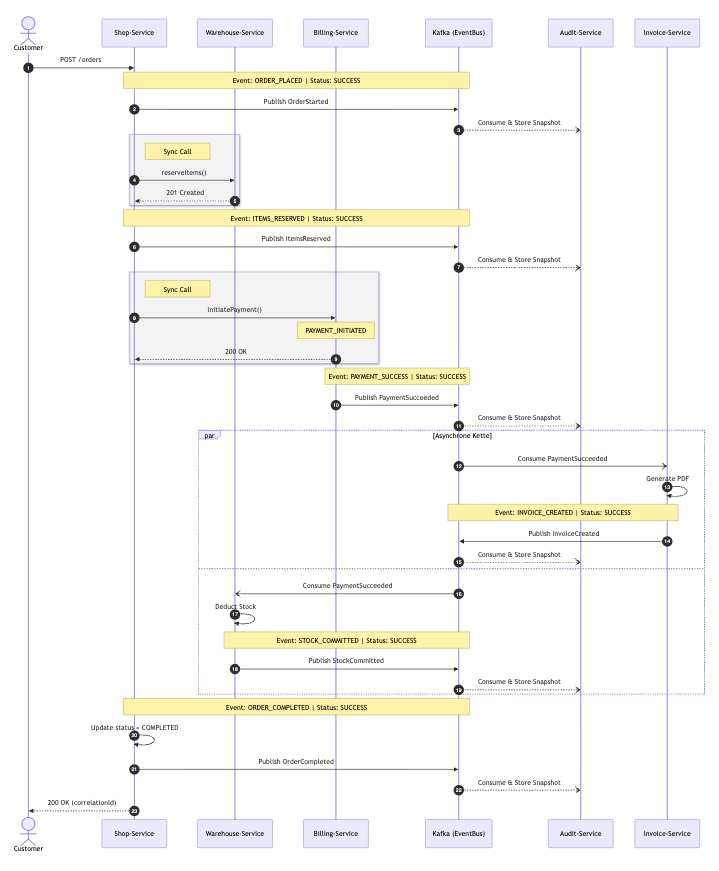 Customer
Shop-Service
Warehouse-Service
Billing-Service
Kafka (EventBus)
Audit-Service
Invoice-Service
1
POST /orders
Event: ORDER_PLACED | Status: SUCCESS
2
Publish OrderStarted
3
Consume & Store Snapshot
Sync Call
4
reserveItems()
5
201 Created
Event: ITEMS_RESERVED | Status: SUCCESS
6
Publish ItemsReserved
7
Consume & Store Snapshot
Sync Call
8
initiatePayment()
PAYMENT_INITIATED
9
200 OK
Event: PAYMENT_SUCCESS | Status: SUCCESS
10
Publish PaymentSucceeded
11
Consume & Store Snapshot
par
[Asynchrone Kette]
12
Consume PaymentSucceeded
13
Generate PDF
Event: INVOICE_CREATED | Status: SUCCESS
14
Publish InvoiceCreated
15
Consume & Store Snapshot
16
Consume PaymentSucceeded
17
Deduct Stock
Event: STOCK_COMMITTED | Status: SUCCESS
18
Publish StockCommitted
19
Consume & Store Snapshot
Event: ORDER_COMPLETED | Status: SUCCESS
Update status = COMPLETED
20
21
Publish OrderCompleted
22
Consume & Store Snapshot
23
200 OK (correlationId)
Customer
Shop-Service
Warehouse-Service
Billing-Service
Kafka (EventBus)
Audit-Service
Invoice-Service